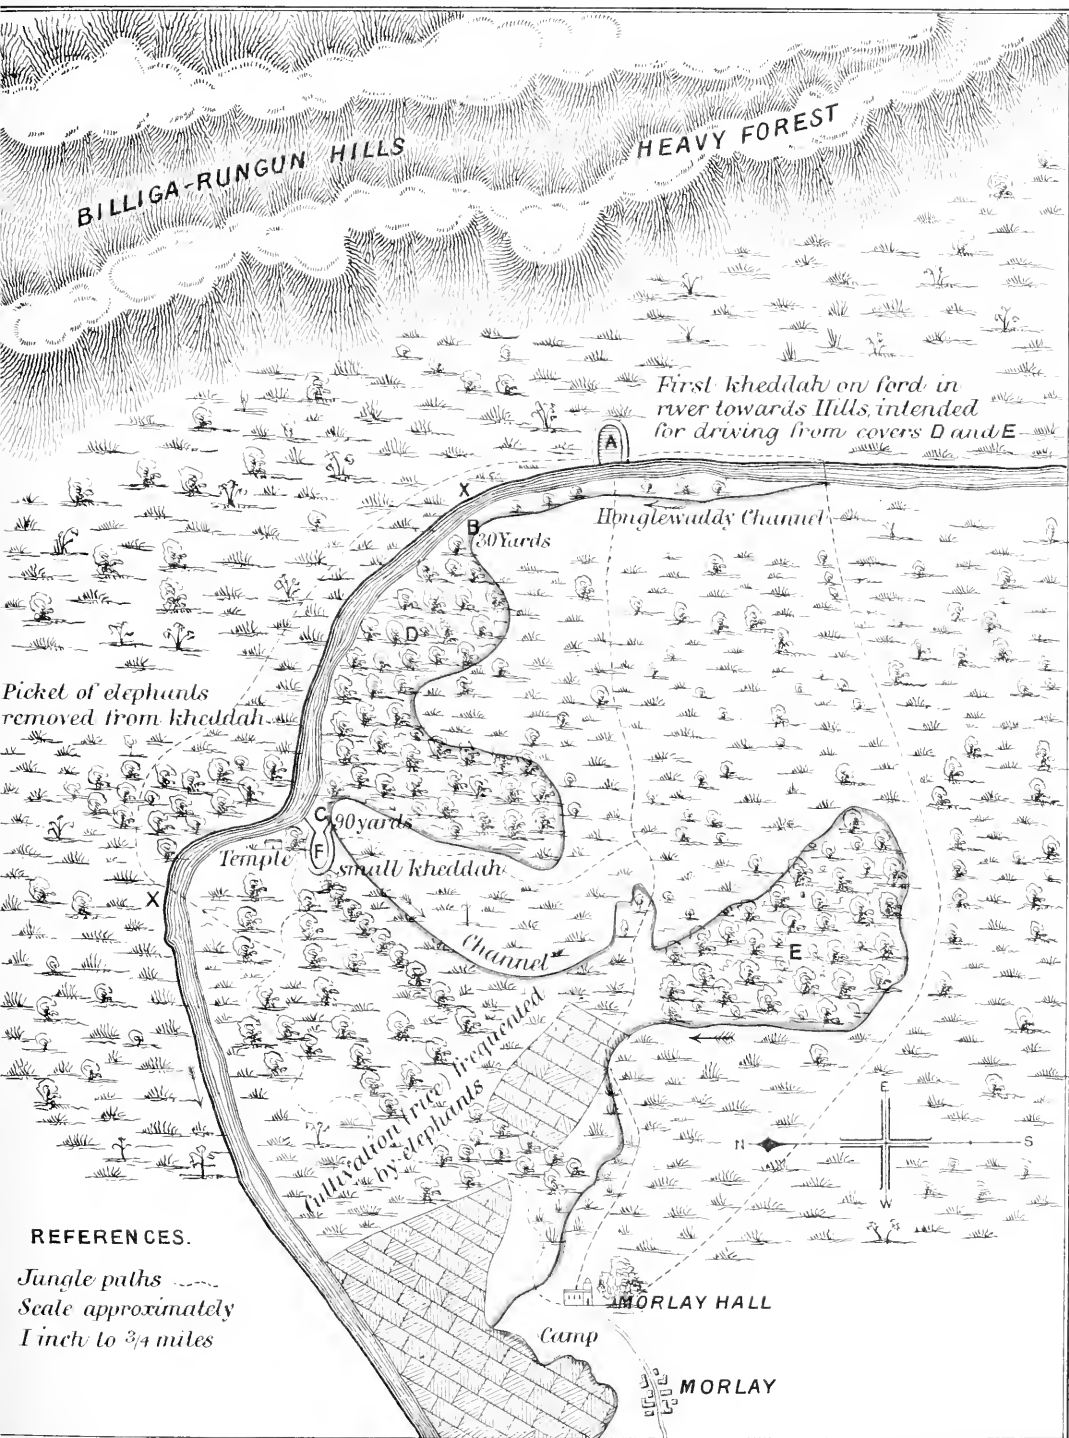 BILLIGA-RUNGUN HILLS
HEAVY FOREST
First kheddah on ford in
river towards Hills, intended
for driving from covers D and E
A
X
B
30 Yards
Honglewaddy Channel
D
Picket of elephants
removed from kheddah
C
90 yards
Temple
F
small kheddah
X
Channel
E
Cultivation (rice) frequented
by elephants
E
N
S
W
REFERENCES.
Jungle paths
Scale approximately
1 inch to 3/4 miles
MORLAY HALL
Camp
MORLAY